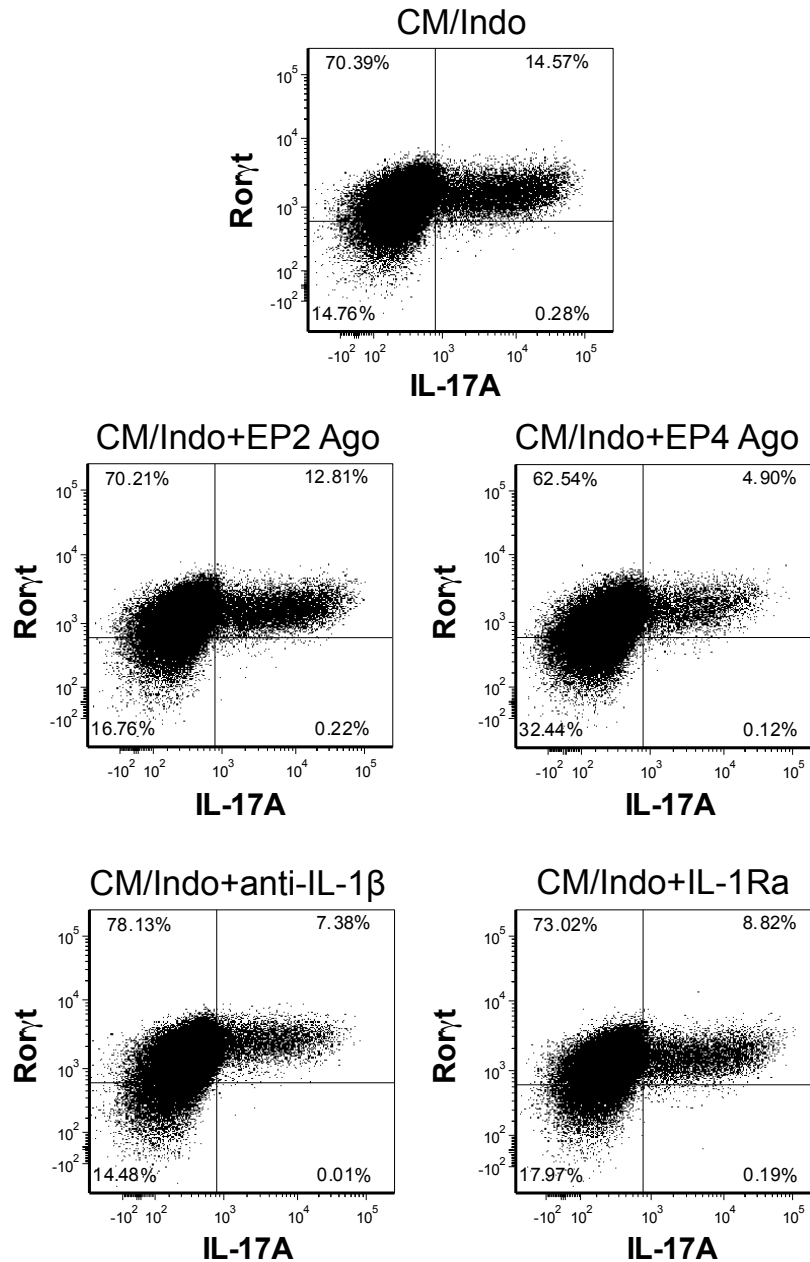 CM/Indo
70.39% 14.57%
10^5
10^4
10^3
10^2
-10^2
Rorγt
14.76% 0.28%
-10^2 10^2 10^3 10^4 10^5
IL-17A
CM/Indo+EP2 Ago
70.21% 12.81%
10^5
10^4
10^3
10^2
-10^2
Rorγt
16.76% 0.22%
-10^2 10^2 10^3 10^4 10^5
IL-17A
CM/Indo+EP4 Ago
62.54% 4.90%
10^5
10^4
10^3
10^2
-10^2
Rorγt
32.44% 0.12%
-10^2 10^2 10^3 10^4 10^5
IL-17A
CM/Indo+anti-IL-1β
78.13% 7.38%
10^5
10^4
10^3
10^2
-10^2
Rorγt
14.48% 0.01%
-10^2 10^2 10^3 10^4 10^5
IL-17A
CM/Indo+IL-1Ra
73.02% 8.82%
10^5
10^4
10^3
10^2
-10^2
Rorγt
17.97% 0.19%
-10^2 10^2 10^3 10^4 10^5
IL-17A